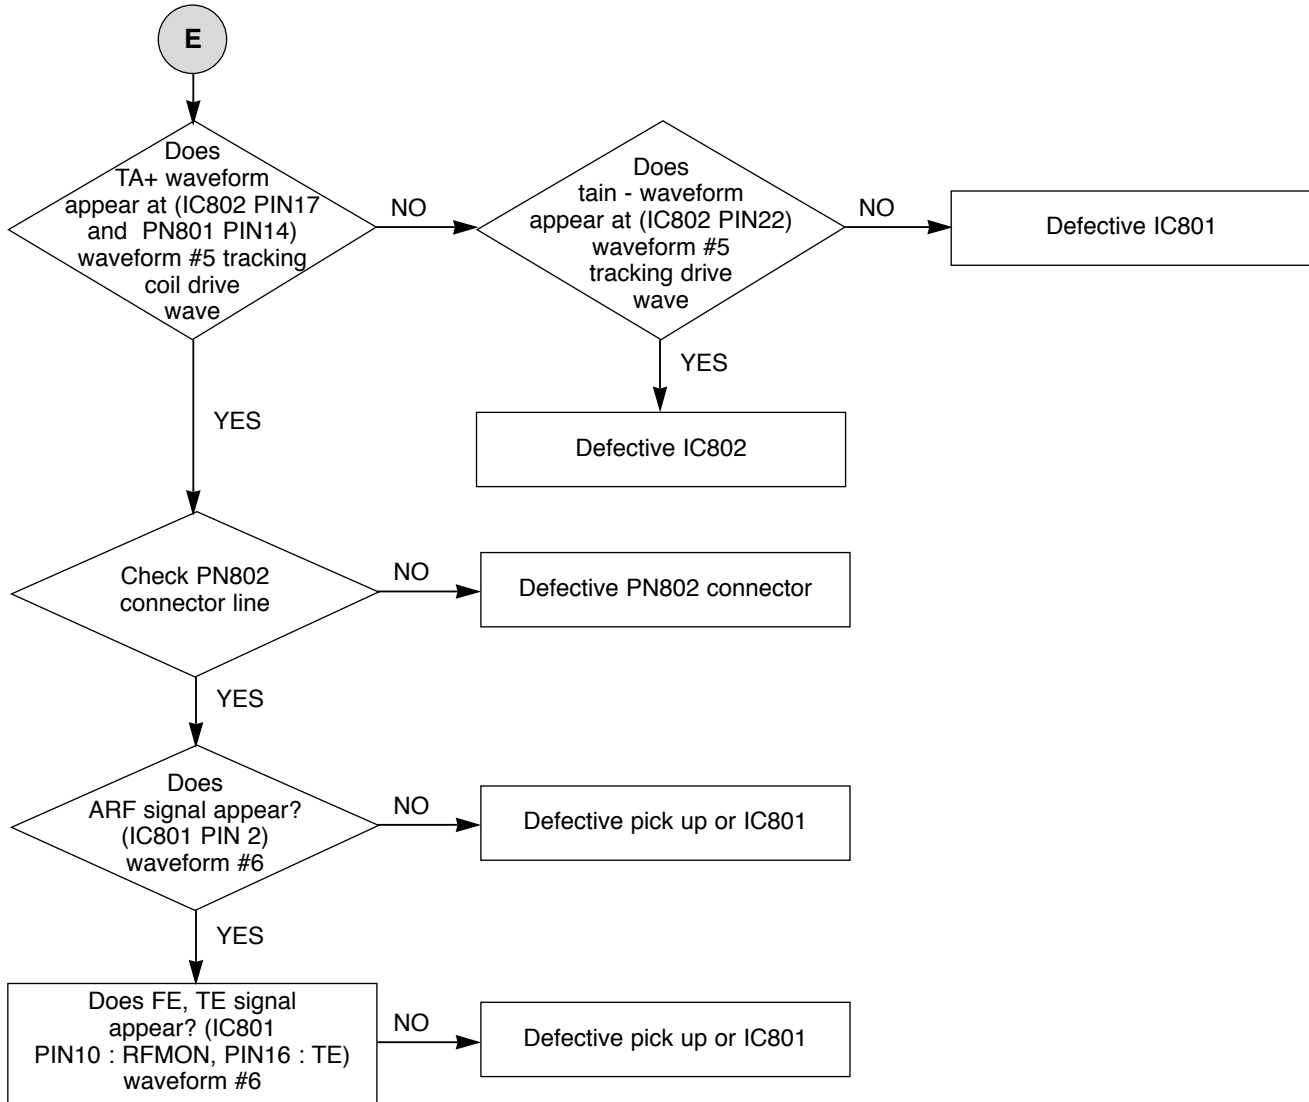 E
Does
TA+ waveform
appear at (IC802 PIN17
and PN801 PIN14)
waveform #5 tracking
coil drive
wave
NO
Does
tain - waveform
appear at (IC802 PIN22)
waveform #5
tracking drive
wave
NO
Defective IC801
YES
Defective IC802
YES
Check PN802
connector line
NO
Defective PN802 connector
YES
Does
ARF signal appear?
(IC801 PIN 2)
waveform #6
NO
Defective pick up or IC801
YES
Does FE, TE signal
appear? (IC801
PIN10 : RFMON, PIN16 : TE)
waveform #6
NO
Defective pick up or IC801